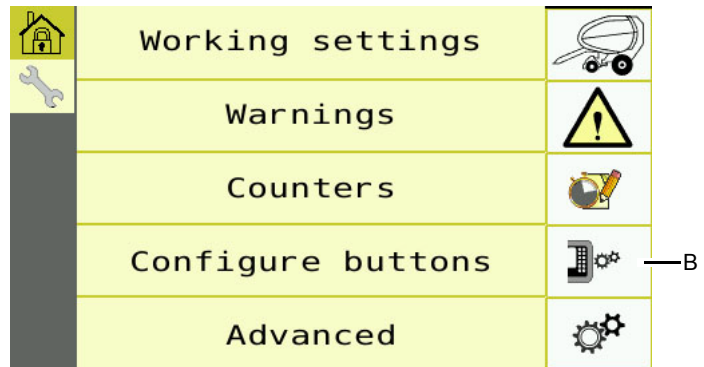 Working settings
Warnings
Counters
Configure buttons
B
Advanced